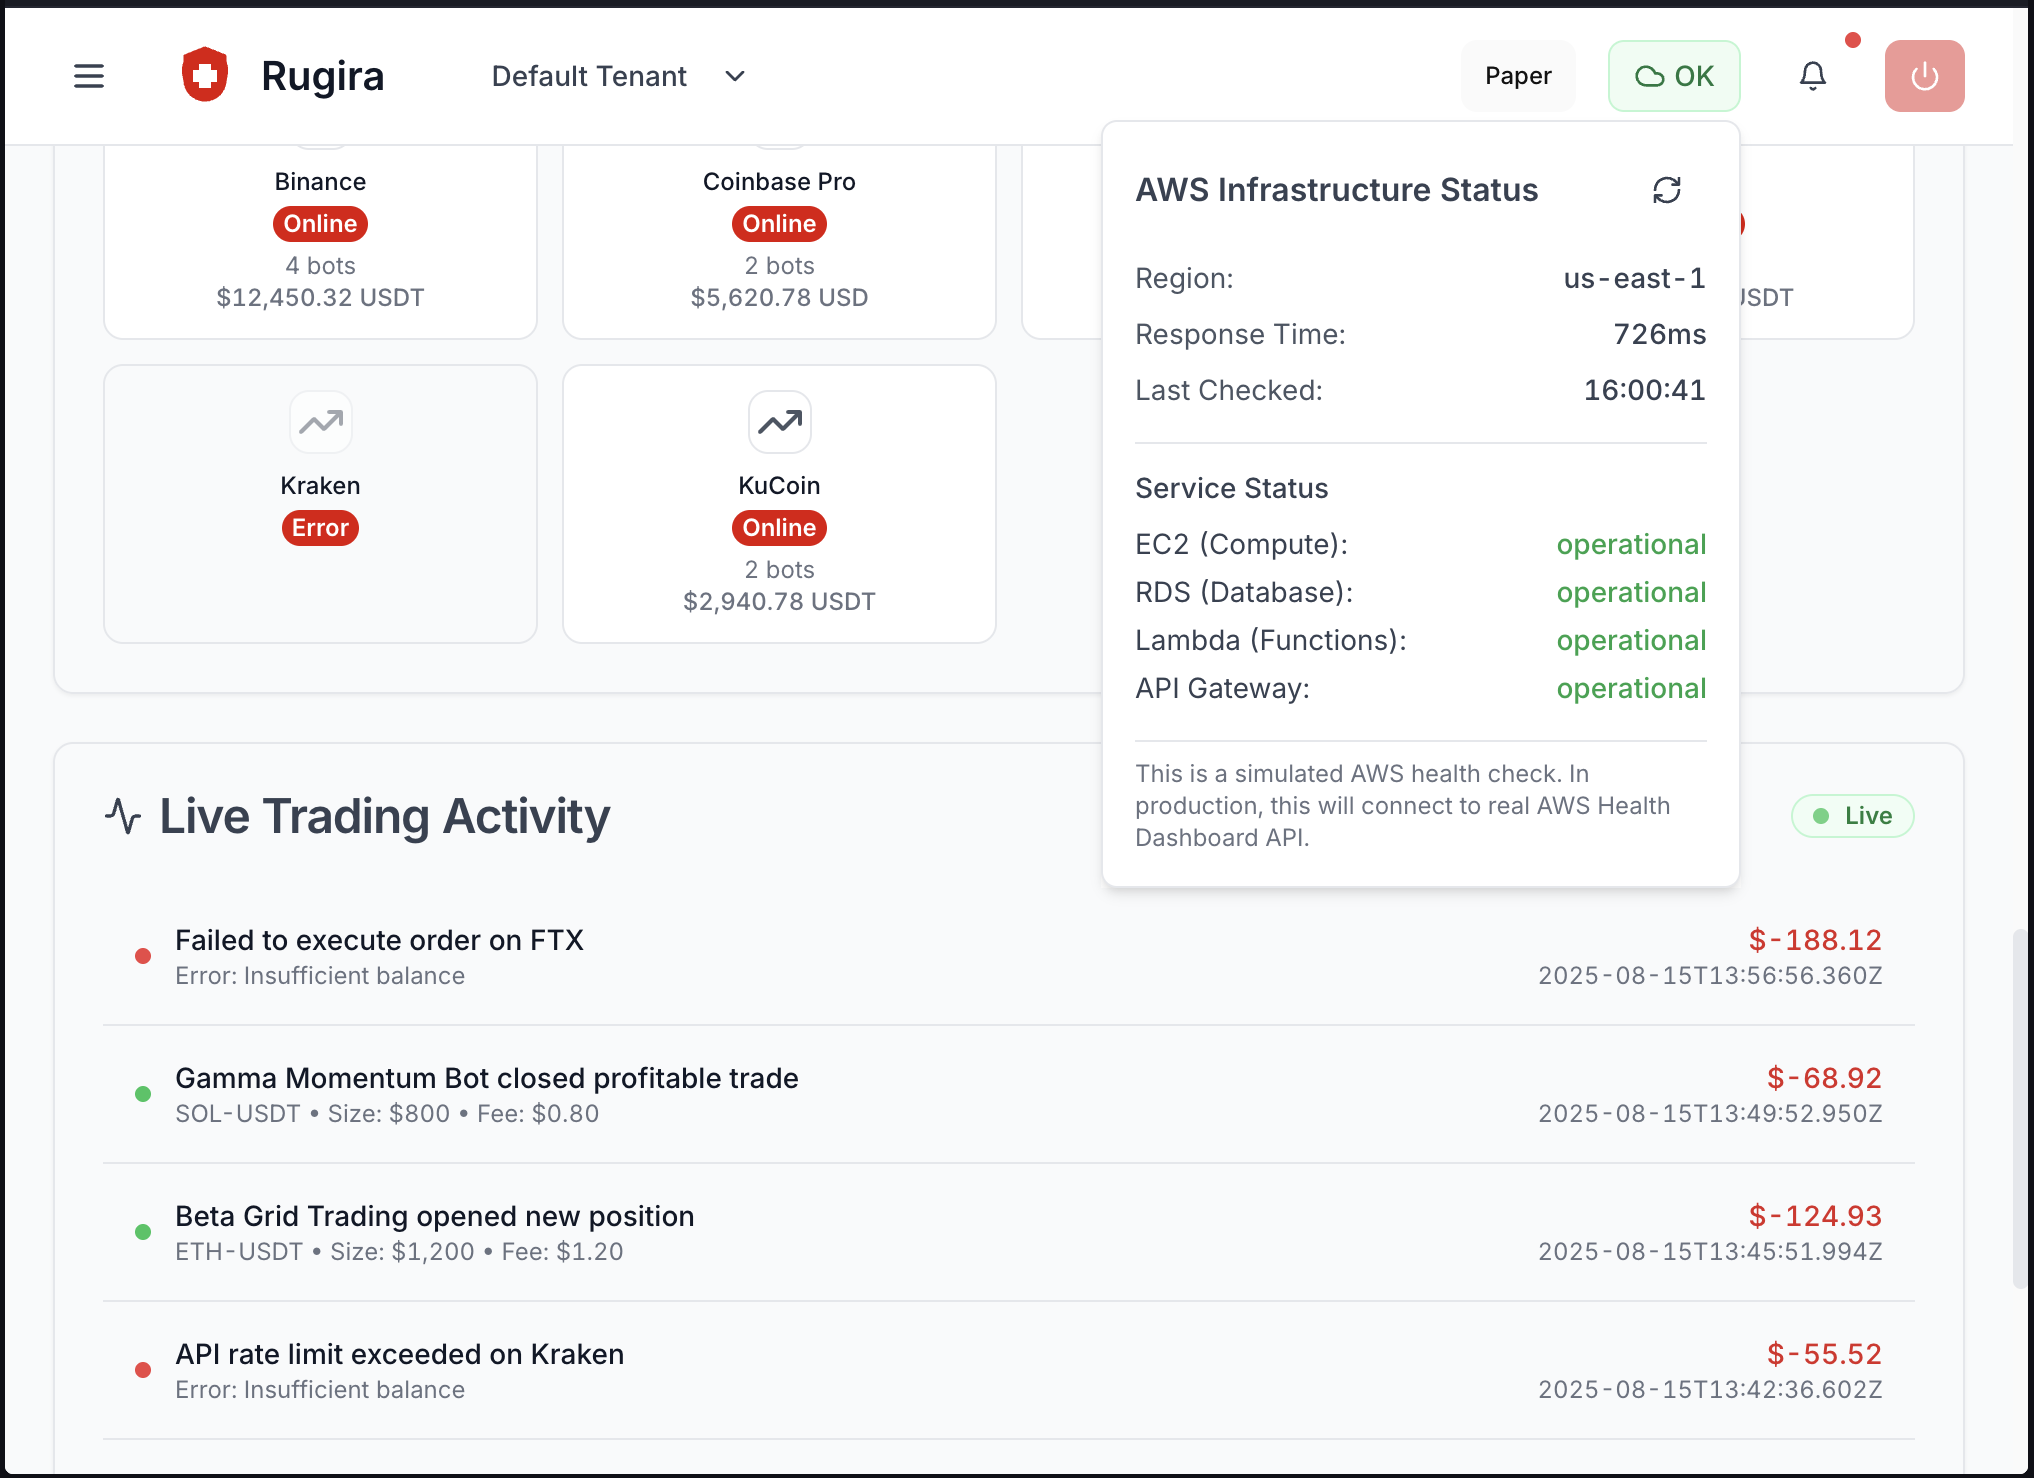 Rugira
Default Tenant
Paper
OK
Binance
Online
4 bots
$12,450.32 USDT
Coinbase Pro
Online
2 bots
$5,620.78 USD
Kraken
Error
KuCoin
Online
2 bots
$2,940.78 USDT
AWS Infrastructure Status
Region: us-east-1
Response Time: 726ms
Last Checked: 16:00:41
Service Status
EC2 (Compute): operational
RDS (Database): operational
Lambda (Functions): operational
API Gateway: operational
This is a simulated AWS health check. In
production, this will connect to real AWS Health
Dashboard API.
Live Trading Activity
Live
Failed to execute order on FTX
Error: Insufficient balance
$-188.12
2025-08-15T13:56:56.360Z
Gamma Momentum Bot closed profitable trade
SOL-USDT • Size: $800 • Fee: $0.80
$-68.92
2025-08-15T13:49:52.950Z
Beta Grid Trading opened new position
ETH-USDT • Size: $1,200 • Fee: $1.20
$-124.93
2025-08-15T13:45:51.994Z
API rate limit exceeded on Kraken
Error: Insufficient balance
$-55.52
2025-08-15T13:42:36.602Z